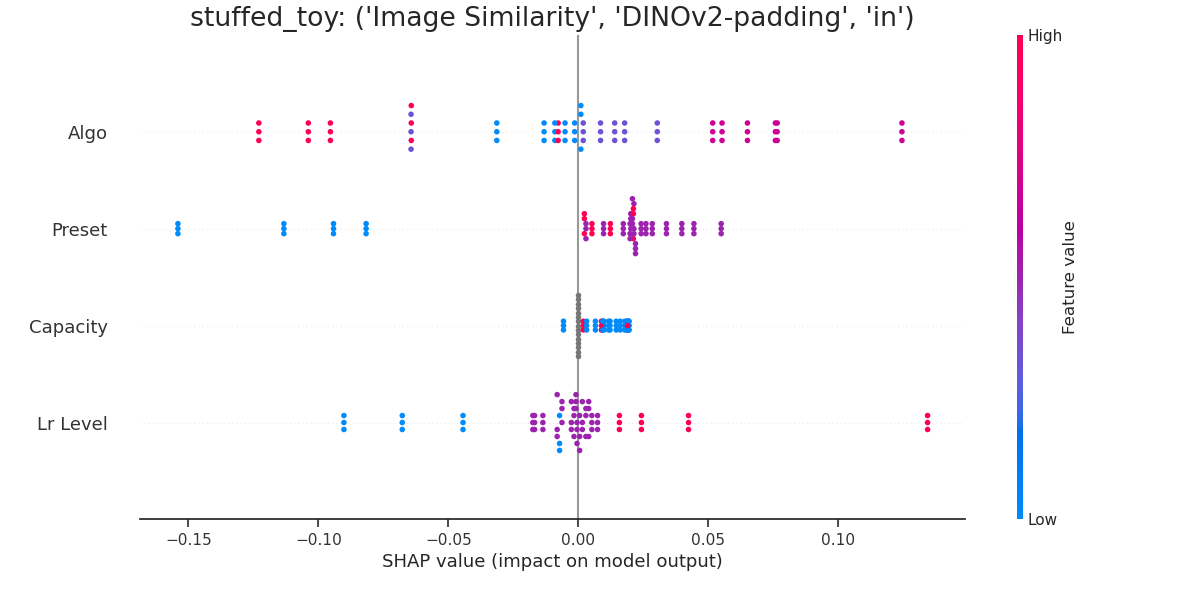 stuffed_toy: ('Image Similarity', 'DINOv2-padding', 'in')
High
Algo
Preset
Capacity
Lr Level
Feature value
Low
−0.15
−0.10
−0.05
0.00
0.05
0.10
SHAP value (impact on model output)